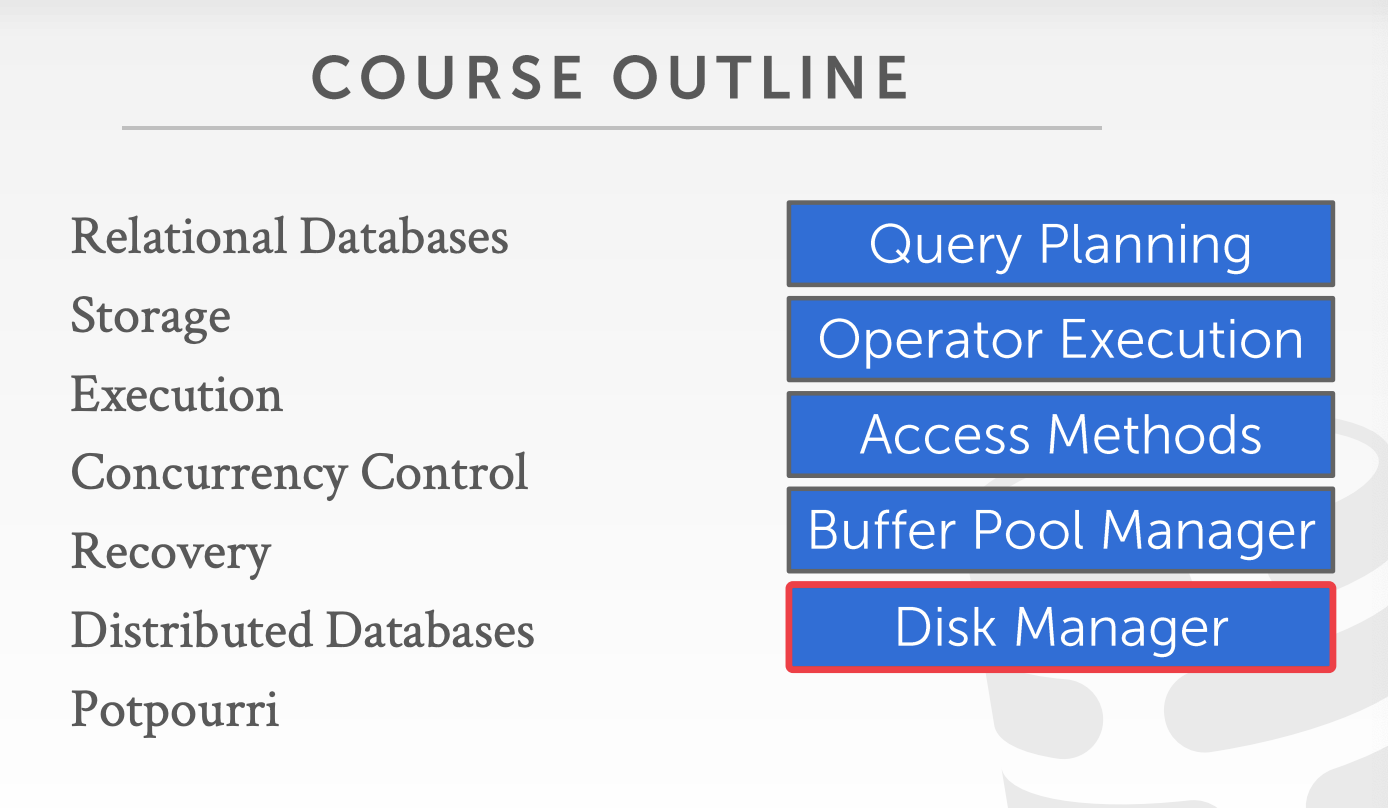 COURSE OUTLINE
Relational Databases
Storage
Execution
Concurrency Control
Recovery
Distributed Databases
Potpourri
Query Planning
Operator Execution
Access Methods
Buffer Pool Manager
Disk Manager